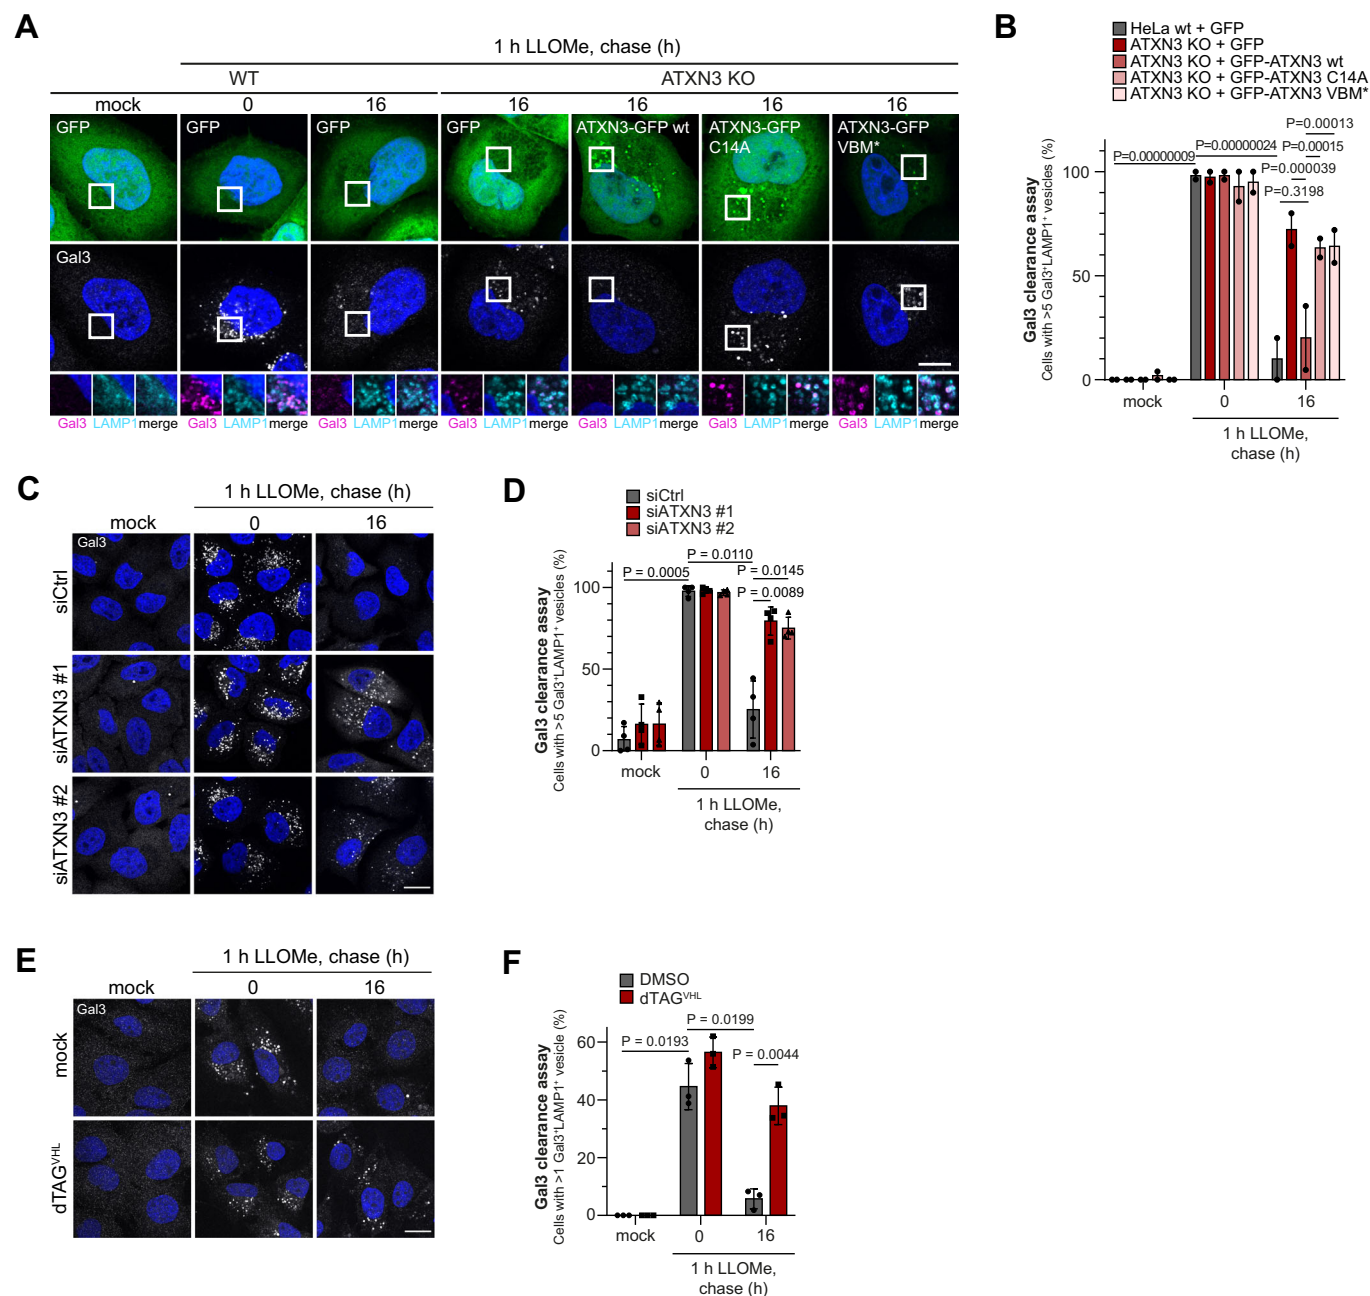 A
1 h LLOMe, chase (h)
WT
ATXN3 KO
mock
0
16
16
16
16
16
GFP
GFP
GFP
GFP
ATXN3-GFP wt
ATXN3-GFP
C14A
ATXN3-GFP
VBM*
Gal3
Gal3 LAMP1 merge
Gal3 LAMP1 merge
Gal3 LAMP1 merge
Gal3 LAMP1 merge
Gal3 LAMP1 merge
Gal3 LAMP1 merge
Gal3 LAMP1 merge
B
HeLa wt + GFP
ATXN3 KO + GFP
ATXN3 KO + GFP-ATXN3 wt
ATXN3 KO + GFP-ATXN3 C14A
ATXN3 KO + GFP-ATXN3 VBM*
P=0.00013
P=0.00000024
P=0.00015
P=0.00000009
P=0.000039
P=0.3198
Gal3 clearance assay
Cells with >5 Gal3⁺LAMP1⁺ vesicles (%)
100
50
0
mock
0
16
1 h LLOMe,
chase (h)
C
1 h LLOMe, chase (h)
mock
0
16
Gal3
siCtrl
siATXN3 #1
siATXN3 #2
D
siCtrl
siATXN3 #1
siATXN3 #2
P = 0.0110
P = 0.0005
P = 0.0145
P = 0.0089
Gal3 clearance assay
Cells with >5 Gal3⁺LAMP1⁺ vesicles (%)
100
50
0
mock
0
16
1 h LLOMe,
chase (h)
E
1 h LLOMe, chase (h)
mock
0
16
Gal3
mock
dTAGⱽᴴᴸ
F
DMSO
dTAGⱽᴴᴸ
P = 0.0199
P = 0.0193
P = 0.0044
Gal3 clearance assay
Cells with >1 Gal3⁺LAMP1⁺ vesicle (%)
60
40
20
0
mock
0
16
1 h LLOMe,
chase (h)